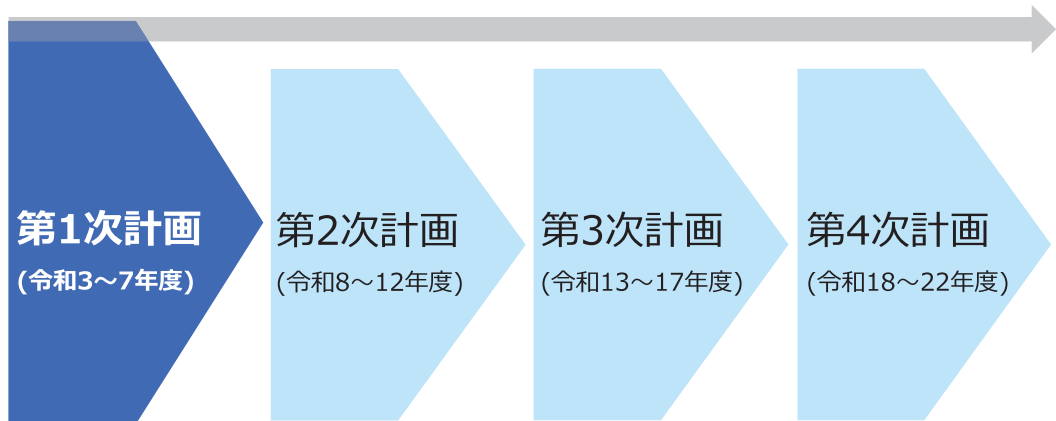 第1次計画
(令和3～7年度)
第2次計画
(令和8～12年度)
第3次計画
(令和13～17年度)
第4次計画
(令和18～22年度)